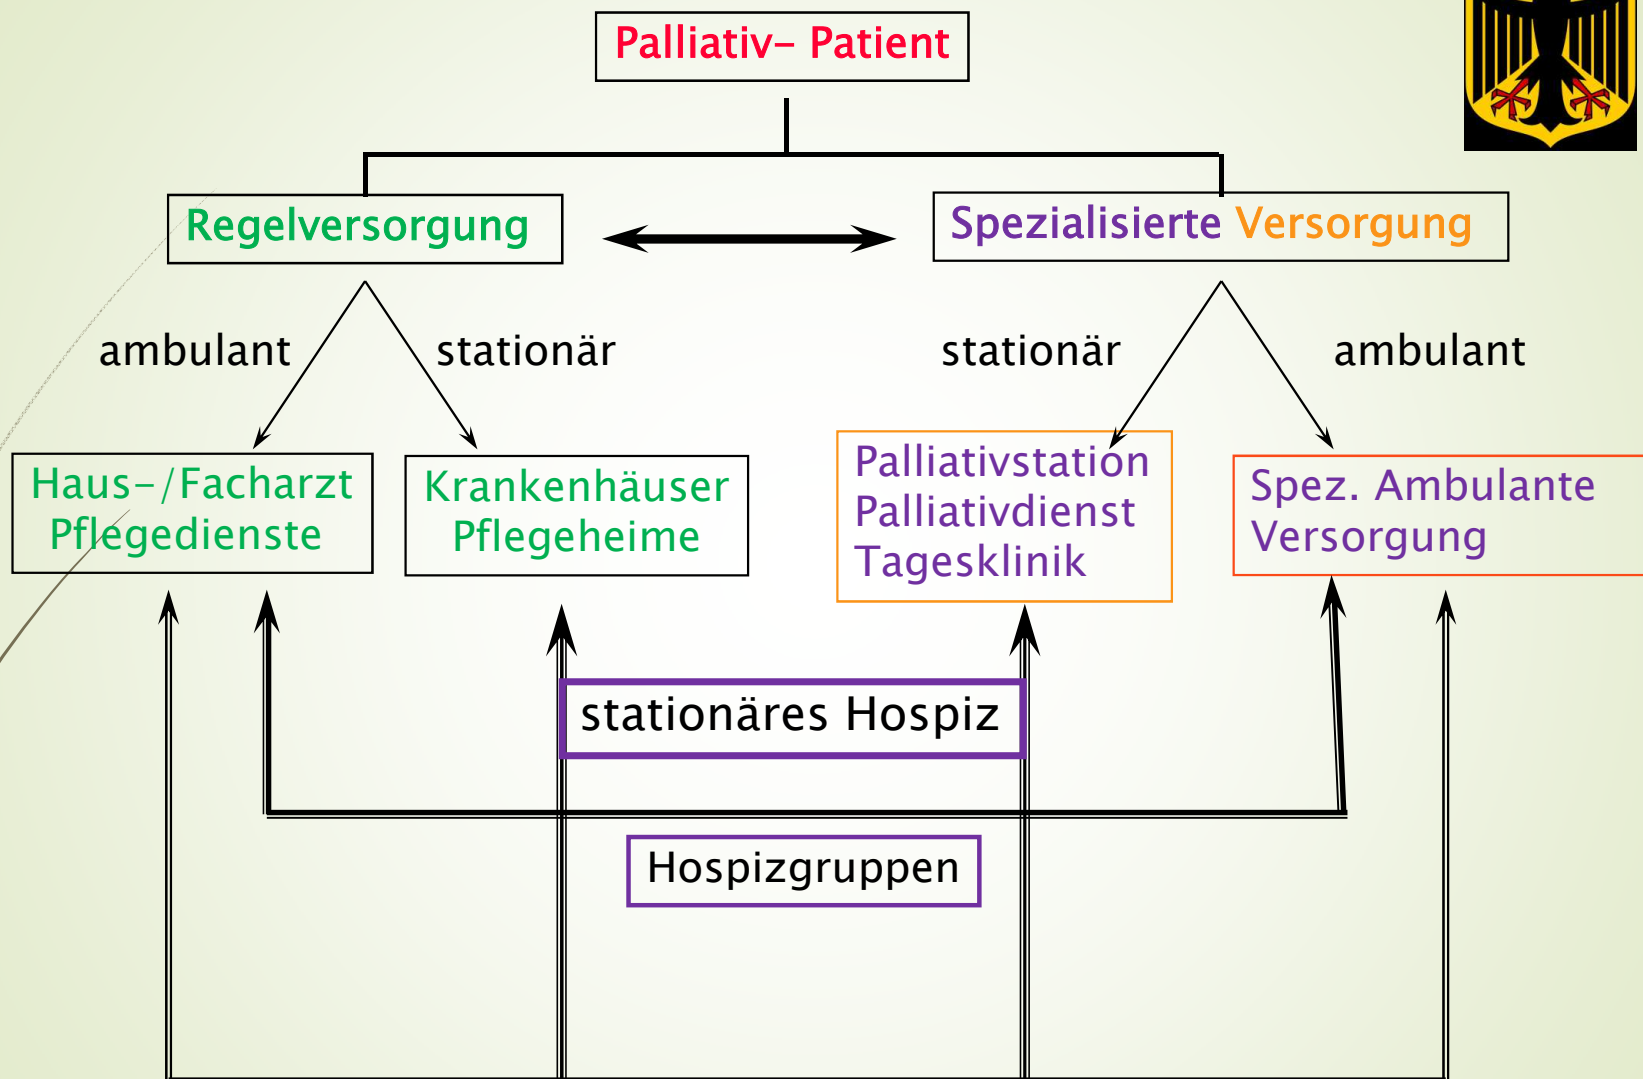 Palliativ- Patient
Regelversorgung
Spezialisierte Versorgung
ambulant
stationär
stationär
ambulant
Haus-/Facharzt
Pflegedienste
Krankenhäuser
Pflegeheime
Palliativstation
Palliativdienst
Tagesklinik
Spez. Ambulante
Versorgung
stationäres Hospiz
Hospizgruppen